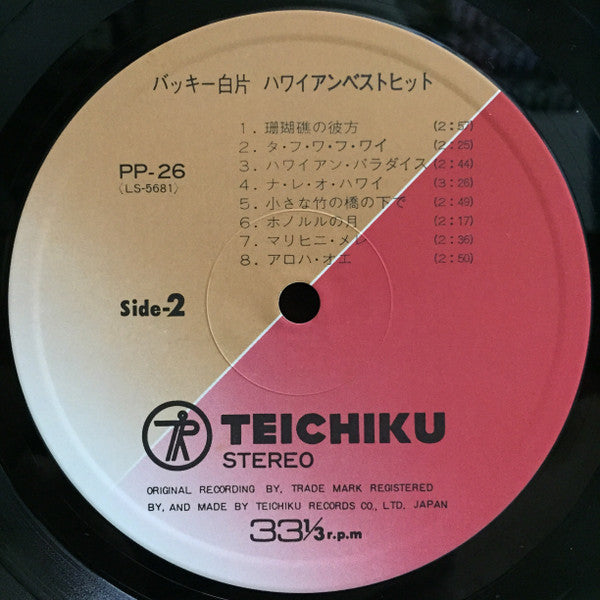 バッキー白片 ハワイアンベストヒット
1. 珊瑚礁の彼方 (2:57)
2. タ・フ・ワ・フ・ワイ (2:25)
3. ハワイアン・パラダイス (2:44)
4. ナ・レ・オ・ハワイ (3:26)
5. 小さな竹の橋の下で (2:49)
6. ホノルルの月 (2:17)
7. マリヒニ・メレ (2:36)
8. アロハ・オエ (2:50)
PP-26
(LS-5681)
Side-2
TEICHIKU
STEREO
ORIGINAL RECORDING BY, TRADE MARK REGISTERED
BY, AND MADE BY TEICHIKU RECORDS CO., LTD. JAPAN
33 1/3 r.p.m